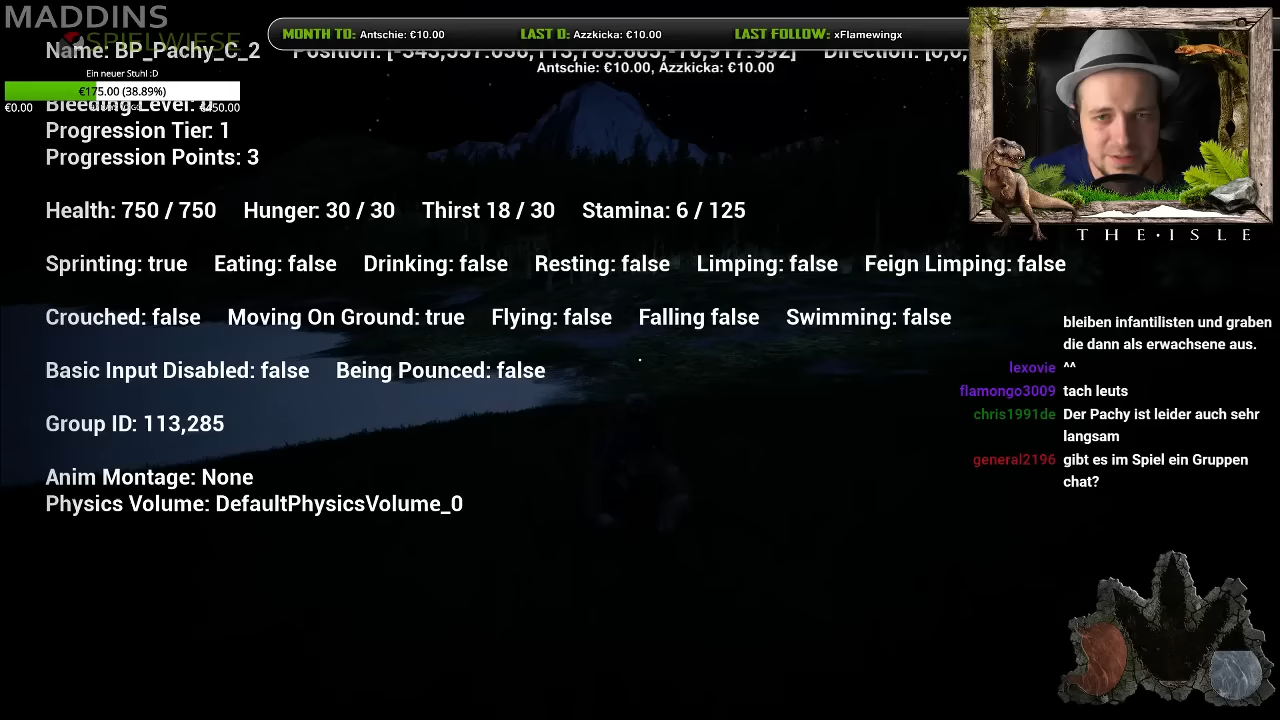 MADDINS
SPIELWIESE
MONTH TO: Antschie: €10.00 LAST D: Azzkicka: €10.00 LAST FOLLOW: xFlamewingx
Name: BP_Pachy_C_2 Position: Direction:
Antschie: €10.00, Azzkicka: €10.00
Ein neuer Stuhl :D
€175.00 (38.89%)
€0.00
Bleeding Level:
Progression Tier: 1
Progression Points: 3
Health: 750 / 750 Hunger: 30 / 30 Thirst 18 / 30 Stamina: 6 / 125
THE·ISLE
Sprinting: true Eating: false Drinking: false Resting: false Limping: false Feign Limping: false
Crouched: false Moving On Ground: true Flying: false Falling false Swimming: false
Basic Input Disabled: false Being Pounced: false
Group ID: 113,285
Anim Montage: None
Physics Volume: DefaultPhysicsVolume_0
bleiben infantilisten und graben
die dann als erwachsene aus.
lexovie ^^
flamongo3009 tach leuts
chris1991de Der Pachy ist leider auch sehr
langsam
general2196 gibt es im Spiel ein Gruppen
chat?